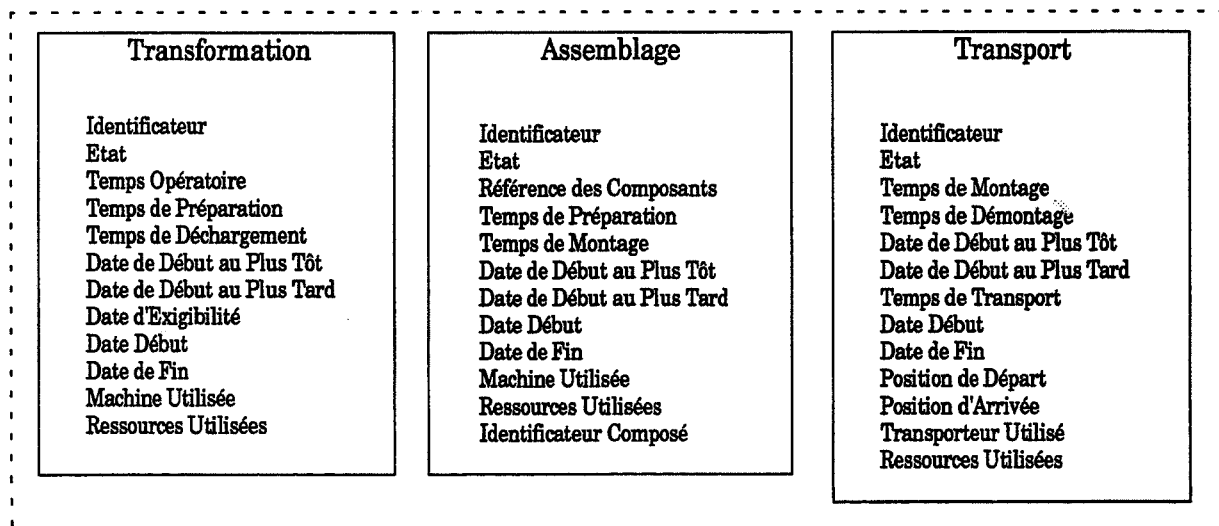 Transformation
Identificateur
Etat
Temps Opératoire
Temps de Préparation
Temps de Déchargement
Date de Début au Plus Tôt
Date de Début au Plus Tard
Date d'Exigibilité
Date Début
Date de Fin
Machine Utilisée
Ressources Utilisées
Assemblage
Identificateur
Etat
Référence des Composants
Temps de Préparation
Temps de Montage
Date de Début au Plus Tôt
Date de Début au Plus Tard
Date Début
Date de Fin
Machine Utilisée
Ressources Utilisées
Identificateur Composé
Transport
Identificateur
Etat
Temps de Montage
Temps de Démontage
Date de Début au Plus Tôt
Date de Début au Plus Tard
Temps de Transport
Date Début
Date de Fin
Position de Départ
Position d'Arrivée
Transporteur Utilisé
Ressources Utilisées